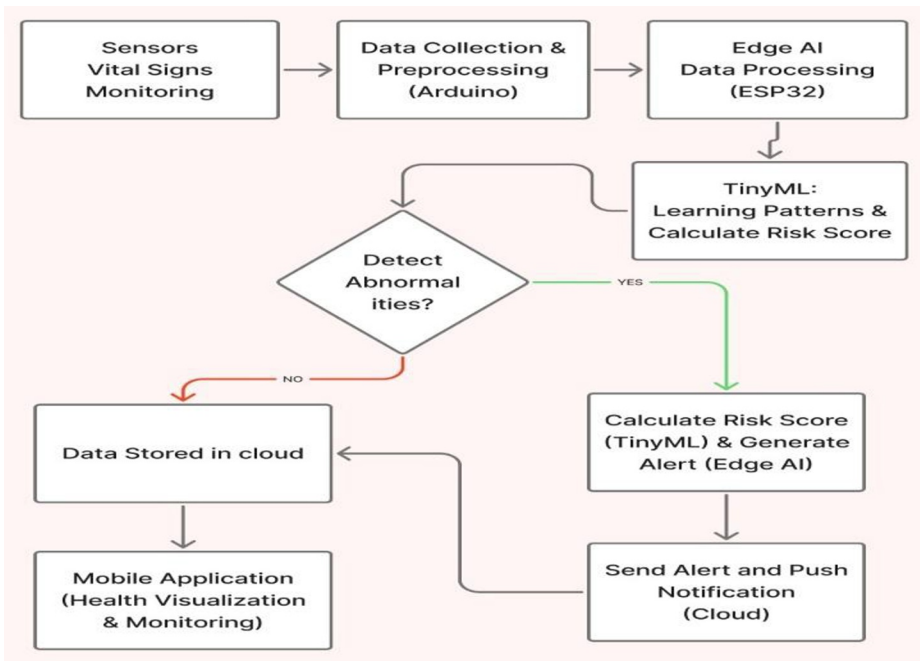 Sensors
Vital Signs
Monitoring
Data Collection &
Preprocessing
(Arduino)
Edge AI
Data Processing
(ESP32)
TinyML:
Learning Patterns &
Calculate Risk Score
Detect
Abnormal
ities?
YES
NO
Data Stored in cloud
Calculate Risk Score
(TinyML) & Generate
Alert (Edge AI)
Send Alert and Push
Notification
(Cloud)
Mobile Application
(Health Visualization
& Monitoring)